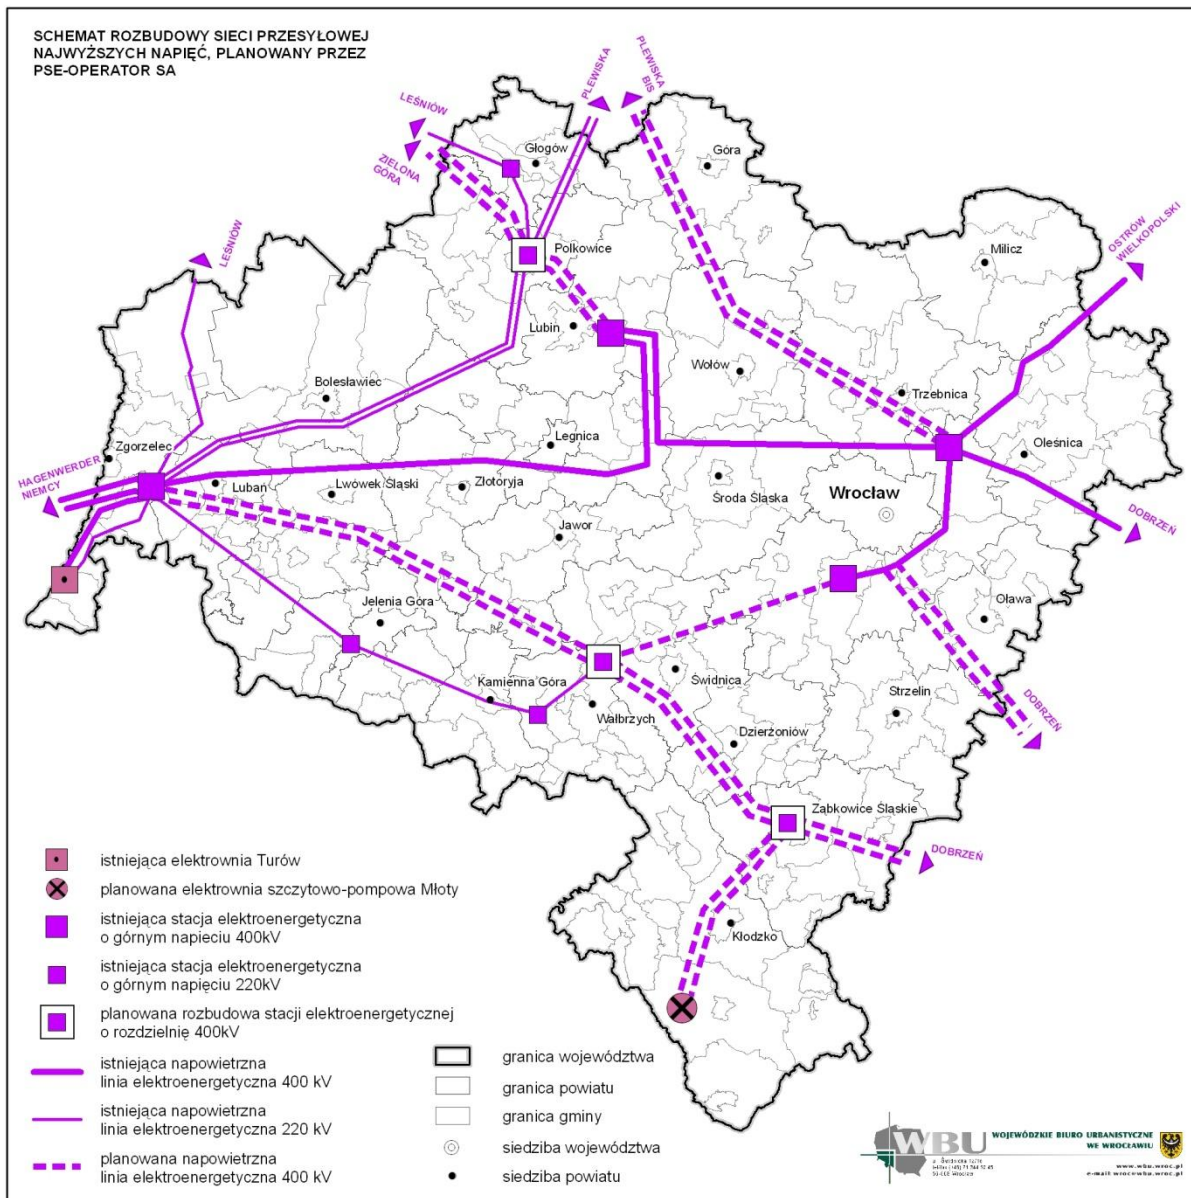 SCHEMAT ROZBUDOWY SIECI PRZESYŁOWEJ
NAJWYŻSZYCH NAPIĘĆ, PLANOWANY PRZEZ
PSE-OPERATOR SA
PLEWISKA
PLEWISKA
BIS
LEŚNIÓW
ZIELONA
GÓRA
Głogów
Góra
LEŚNIÓW
Polkowice
Milicz
OSTRÓW
WIELKOPOLSKI
Lubin
Wołów
Bolesławiec
Trzebnica
Zgorzelec
Legnica
Oleśnica
HAGENWERDER
NIEMCY
Lubań
Lwówek Śląski
Złotoryja
Środa Śląska
Wrocław
Jawor
DOBRZEŃ
Jelenia Góra
Oława
Kamienna Góra
Świdnica
Strzelin
Wałbrzych
DOBRZEŃ
Dzierżoniów
Ząbkowice Śląskie
DOBRZEŃ
Kłodzko
istniejąca elektrownia Turów
planowana elektrownia szczytowo-pompowa Młoty
istniejąca stacja elektroenergetyczna
o górnym napieciu 400kV
istniejąca stacja elektroenergetyczna
o górnym napięciu 220kV
planowana rozbudowa stacji elektroenergetycznej
o rozdzielnię 400kV
istniejąca napowietrzna
linia elektroenergetyczna 400 kV
istniejąca napowietrzna
linia elektroenergetyczna 220 kV
planowana napowietrzna
linia elektroenergetyczna 400 kV
granica województwa
granica powiatu
granica gminy
siedziba województwa
siedziba powiatu
WBU
WOJEWÓDZKIE BIURO URBANISTYCZNE
WE WROCŁAWIU